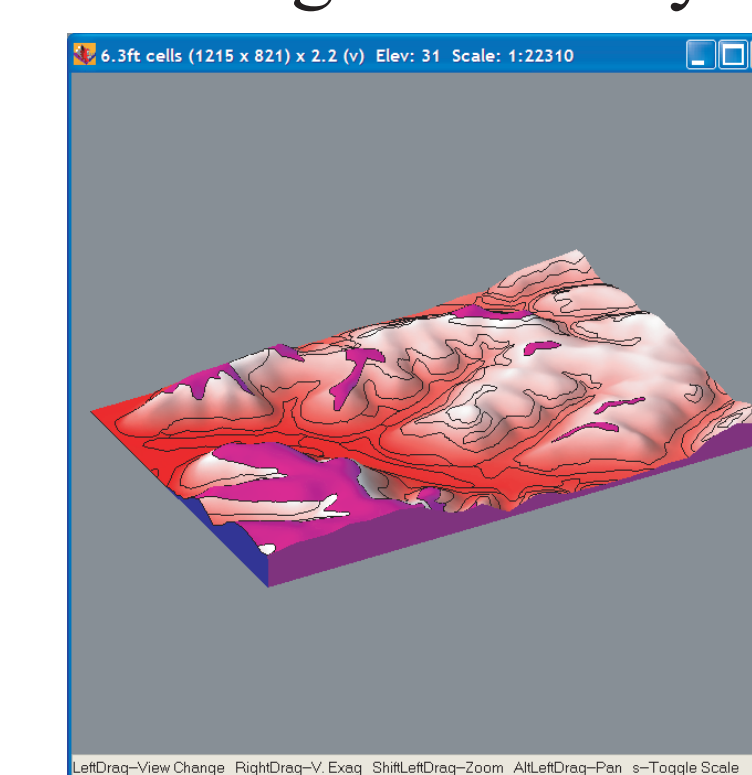 6.3ft cells (1215 x 821) x 2.2 (v) Elev: 31 Scale: 1:22310
LeftDrag–View Change RightDrag–V. Exag ShiftLeftDrag–Zoom AltLeftDrag–Pan s–Toggle Scale